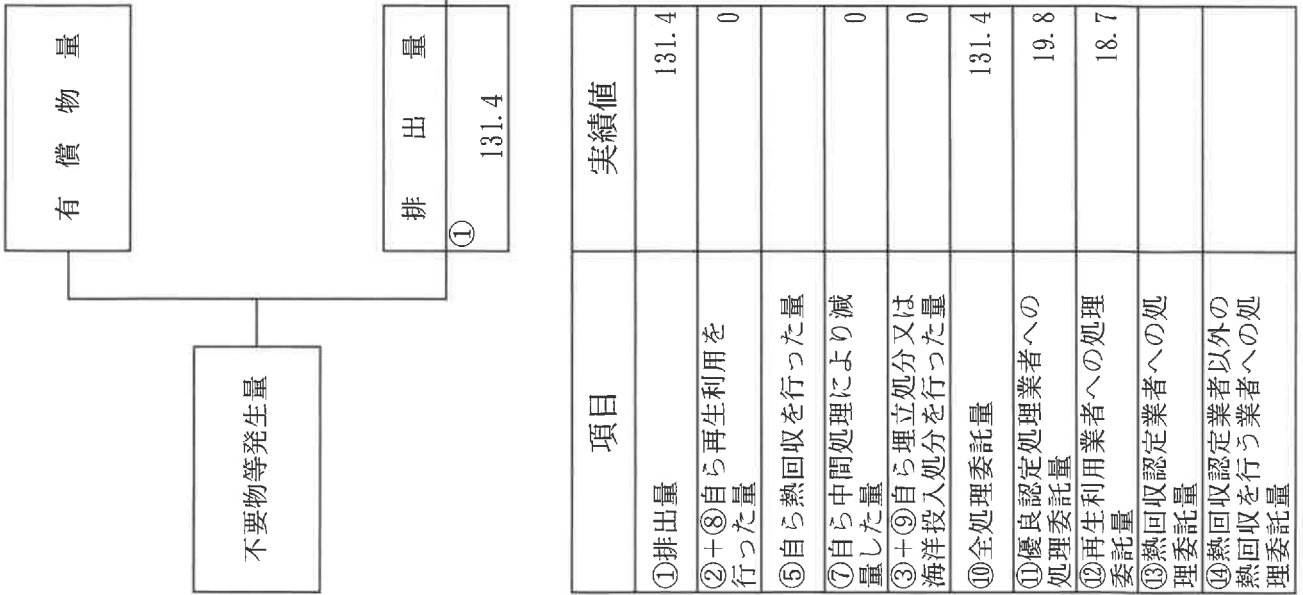 有償物量
不要物等発生量
排出量
①
131.4
項目 実績値
①排出量 131.4
②+⑧自ら再生利用を
行った量 0
⑤自ら熱回収を行った量
⑦自ら中間処理により減
量した量 0
③+⑨自ら埋立処分又は
海洋投入処分を行った量 0
⑩全処理委託量 131.4
⑪優良認定処理業者への
処理委託量 19.8
⑫再生利用業者への処理
委託量 18.7
⑬熱回収認定業者への処
理委託量
⑭熱回収認定業者以外の
熱回収を行う業者への処
理委託量